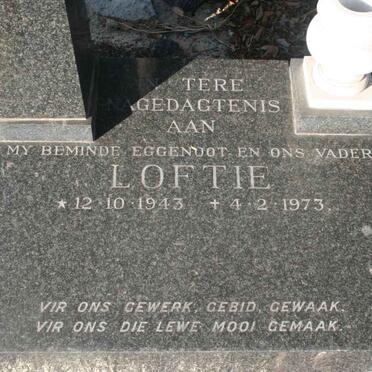 IN TERE
NAGEDAGTENIS
AAN
MY BEMINDE EGGENOOT EN ONS VADER
LOFTIE
★ 12·10·1943 ✝ 4·2·1973.
VIR ONS GEWERK, GEBID, GEWAAK.
VIR ONS DIE LEWE MOOI GEMAAK.